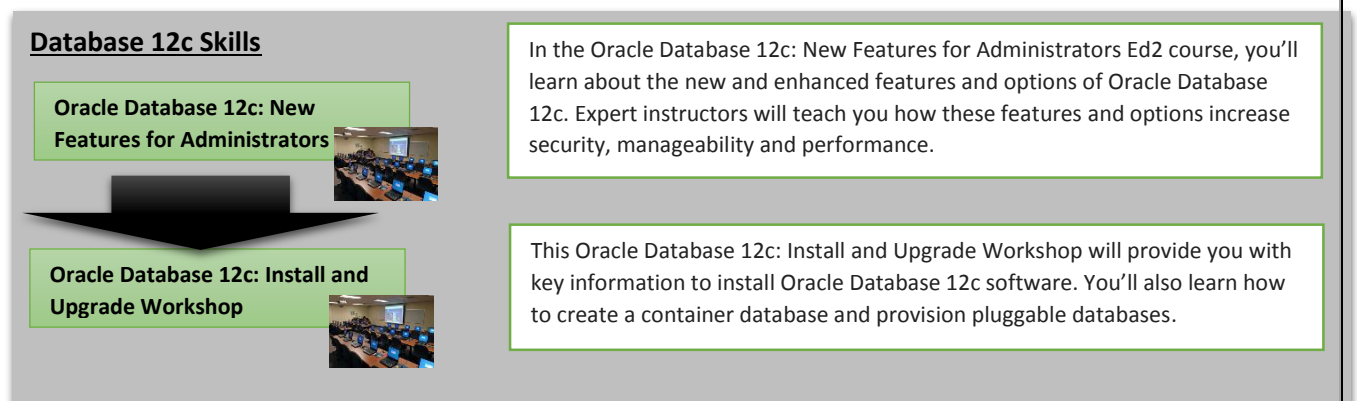 Database 12c Skills
Oracle Database 12c: New
Features for Administrators
In the Oracle Database 12c: New Features for Administrators Ed2 course, you’ll
learn about the new and enhanced features and options of Oracle Database
12c. Expert instructors will teach you how these features and options increase
security, manageability and performance.
Oracle Database 12c: Install and
Upgrade Workshop
This Oracle Database 12c: Install and Upgrade Workshop will provide you with
key information to install Oracle Database 12c software. You’ll also learn how
to create a container database and provision pluggable databases.